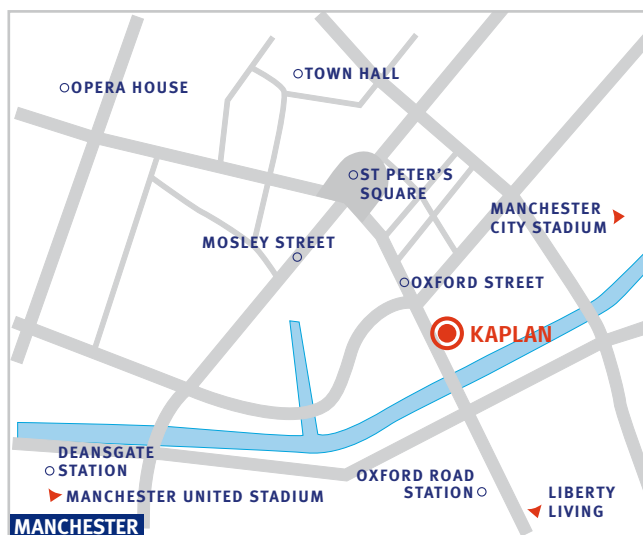 TOWN HALL
OPERA HOUSE
ST PETER'S
SQUARE
MANCHESTER
CITY STADIUM
MOSLEY STREET
OXFORD STREET
KAPLAN
DEANSGATE
STATION
MANCHESTER UNITED STADIUM
OXFORD ROAD
STATION
LIBERTY
LIVING
MANCHESTER